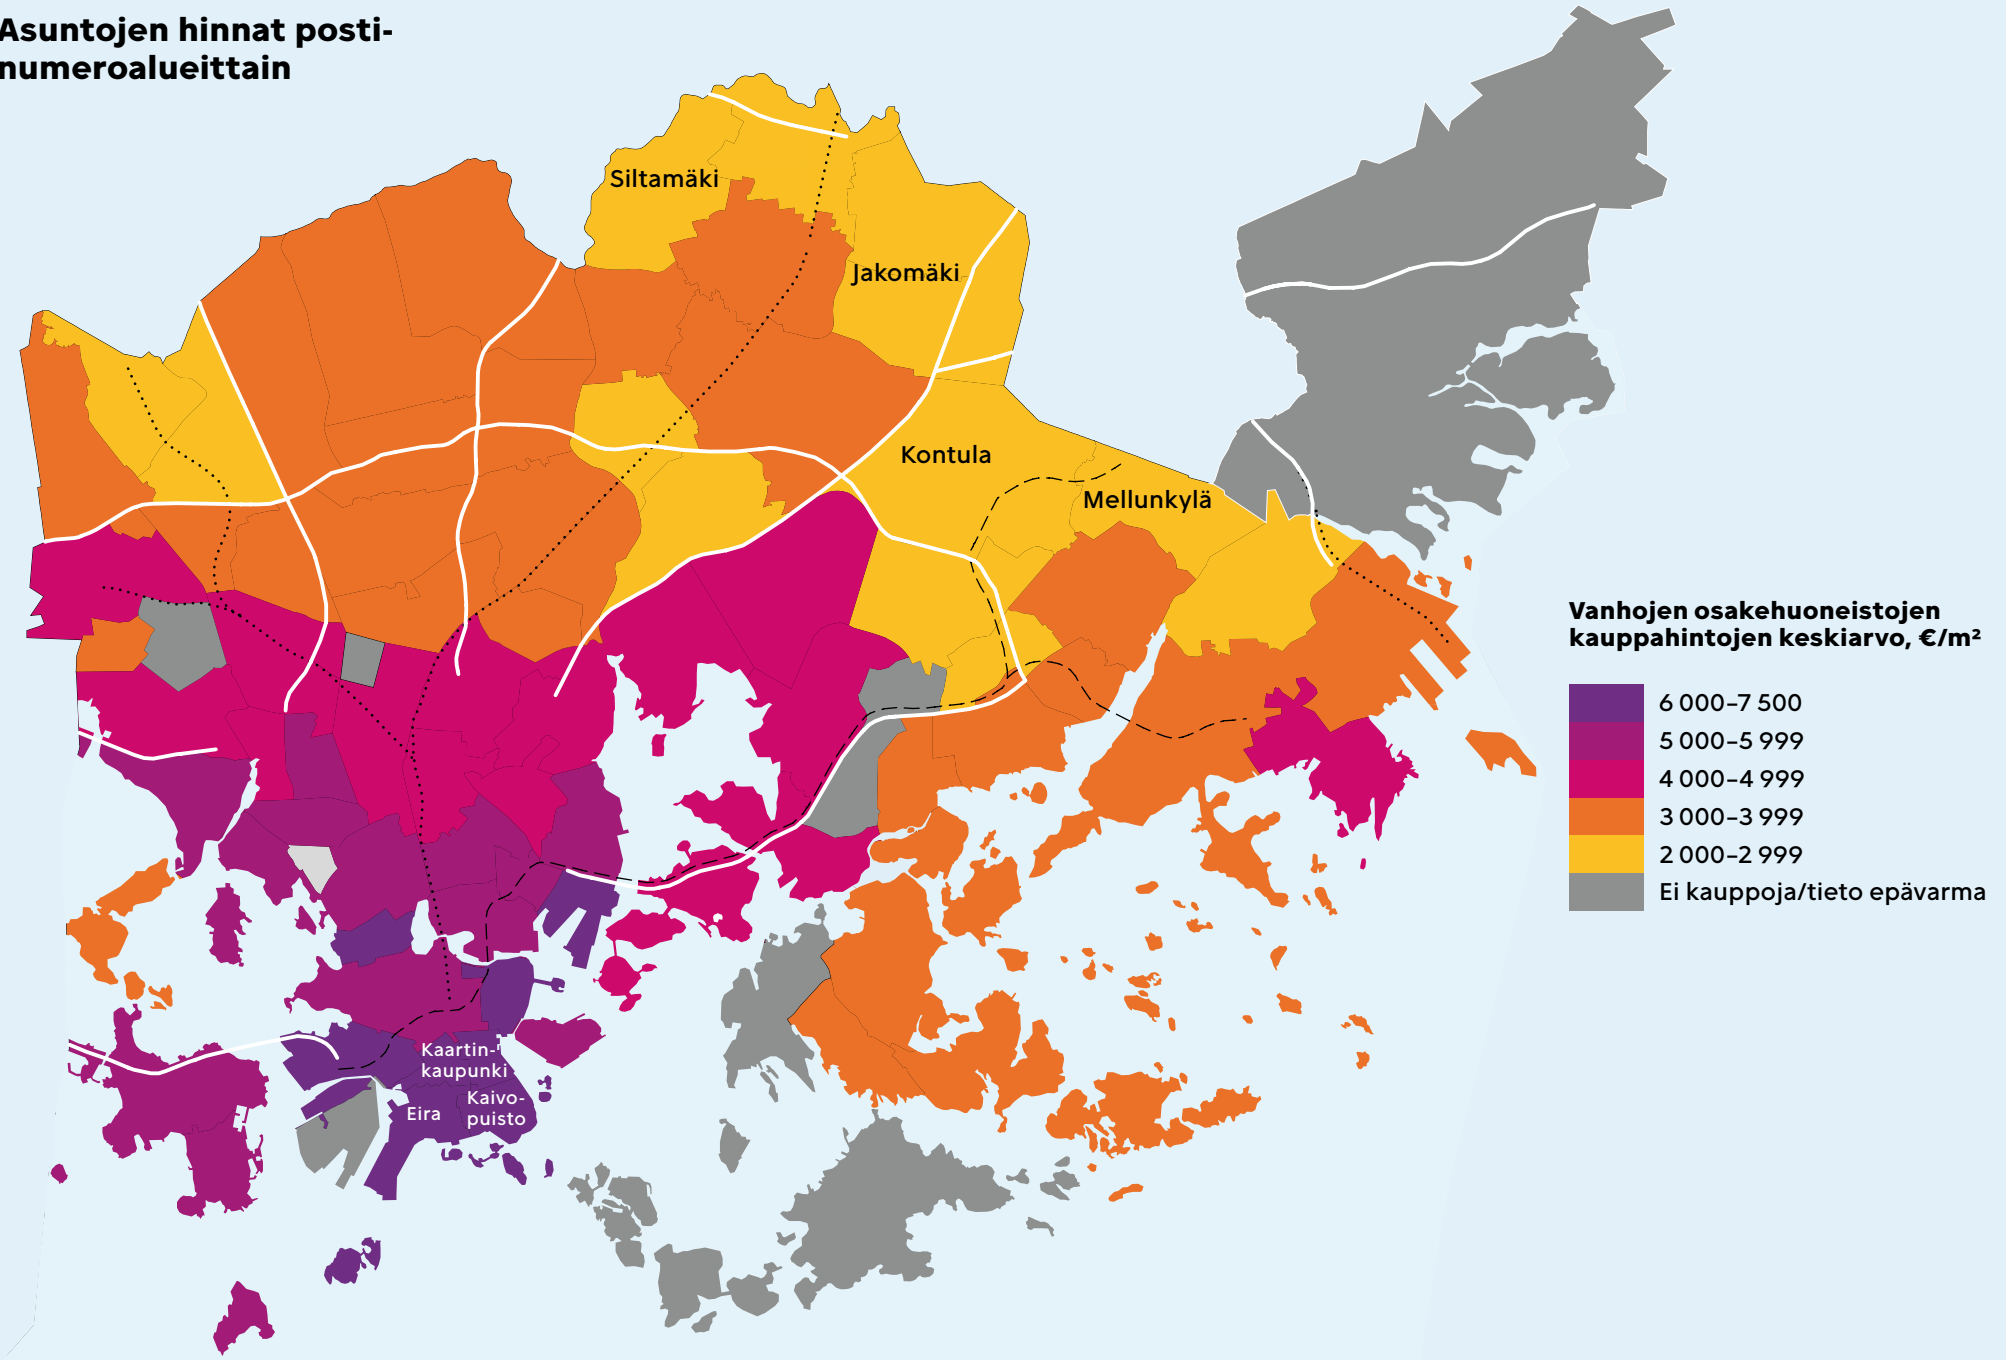 Asuntojen hinnat posti-
numeroalueittain
Siltamäki
Jakomäki
Kontula
Mellunkylä
Vanhojen osakehuoneistojen
kauppahintojen keskiarvo, €/m²
6 000–7 500
5 000–5 999
4 000–4 999
3 000–3 999
2 000–2 999
Ei kauppoja/tieto epävarma
Kaartin-
kaupunki
Eira
Kaivo-
puisto